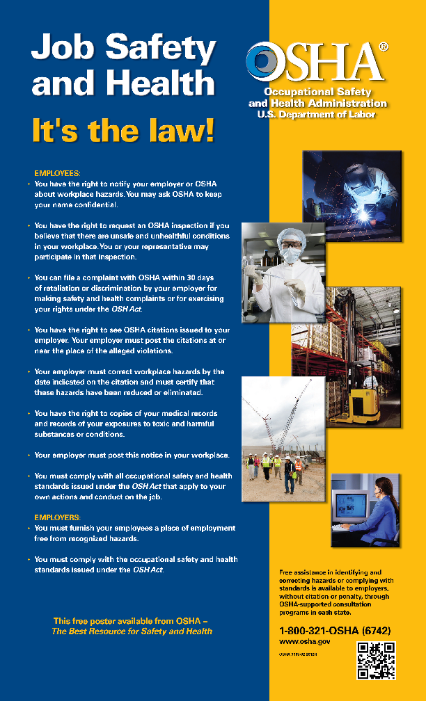 Job Safety
and Health
It's the law!
EMPLOYEES:
• You have the right to notify your employer or OSHA
about workplace hazards. You may ask OSHA to keep
your name confidential.
• You have the right to request an OSHA inspection if you
believe that there are unsafe and unhealthful conditions
in your workplace. You or your representative may
participate in that inspection.
• You can file a complaint with OSHA within 30 days
of retaliation or discrimination by your employer for
making safety and health complaints or for exercising
your rights under the OSH Act.
• You have the right to see OSHA citations issued to your
employer. Your employer must post the citations at or
near the place of the alleged violations.
• Your employer must correct workplace hazards by the
date indicated on the citation and must certify that
these hazards have been reduced or eliminated.
• You have the right to copies of your medical records
and records of your exposures to toxic and harmful
substances or conditions.
• Your employer must post this notice in your workplace.
• You must comply with all occupational safety and health
standards issued under the OSH Act that apply to your
own actions and conduct on the job.
EMPLOYERS:
• You must furnish your employees a place of employment
free from recognized hazards.
• You must comply with the occupational safety and health
standards issued under the OSH Act.
This free poster available from OSHA –
The Best Resource for Safety and Health
OSHA®
Occupational Safety
and Health Administration
U.S. Department of Labor
Free assistance in identifying and
correcting hazards or complying with
standards is available to employers,
without citation or penalty, through
OSHA-supported consultation
programs in each state.
1-800-321-OSHA (6742)
www.osha.gov